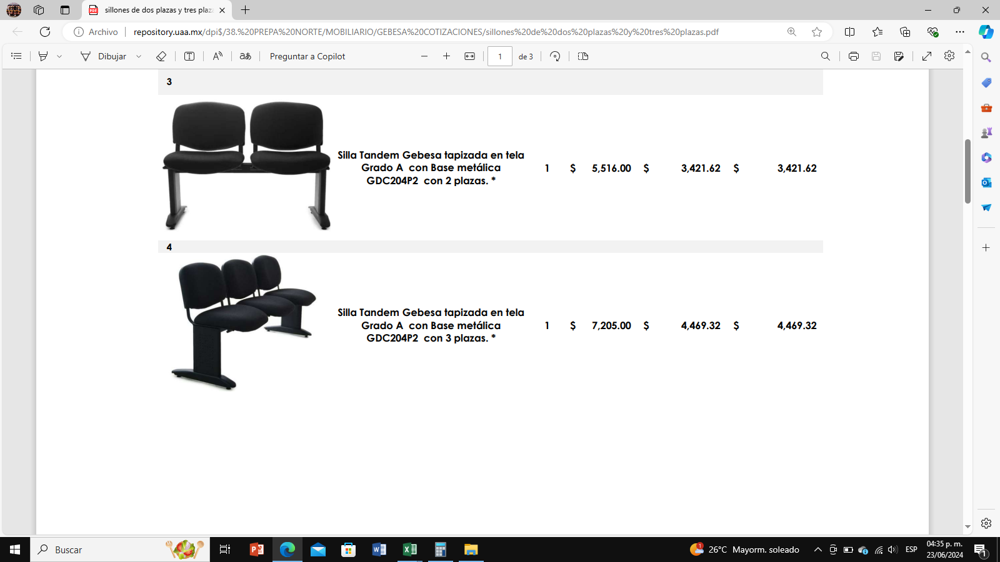 sillones de dos plazas y tres plaza
Archivo
repository.uaa.mx/dpi$/38.%20PREPA%20NORTE/MOBILIARIO/GEBESA%20COTIZACIONES/sillones%20de%20dos%20plazas%20y%20tres%20plazas.pdf
Dibujar
aあ
Preguntar a Copilot
1
de 3
3
Silla Tandem Gebesa tapizada en tela
Grado A con Base metálica
GDC204P2 con 2 plazas. *
1 $ 5,516.00 $ 3,421.62 $ 3,421.62
4
Silla Tandem Gebesa tapizada en tela
Grado A con Base metálica
GDC204P2 con 3 plazas. *
1 $ 7,205.00 $ 4,469.32 $ 4,469.32
Buscar
26°C Mayorm. soleado
ESP
04:35 p. m.
23/06/2024
1